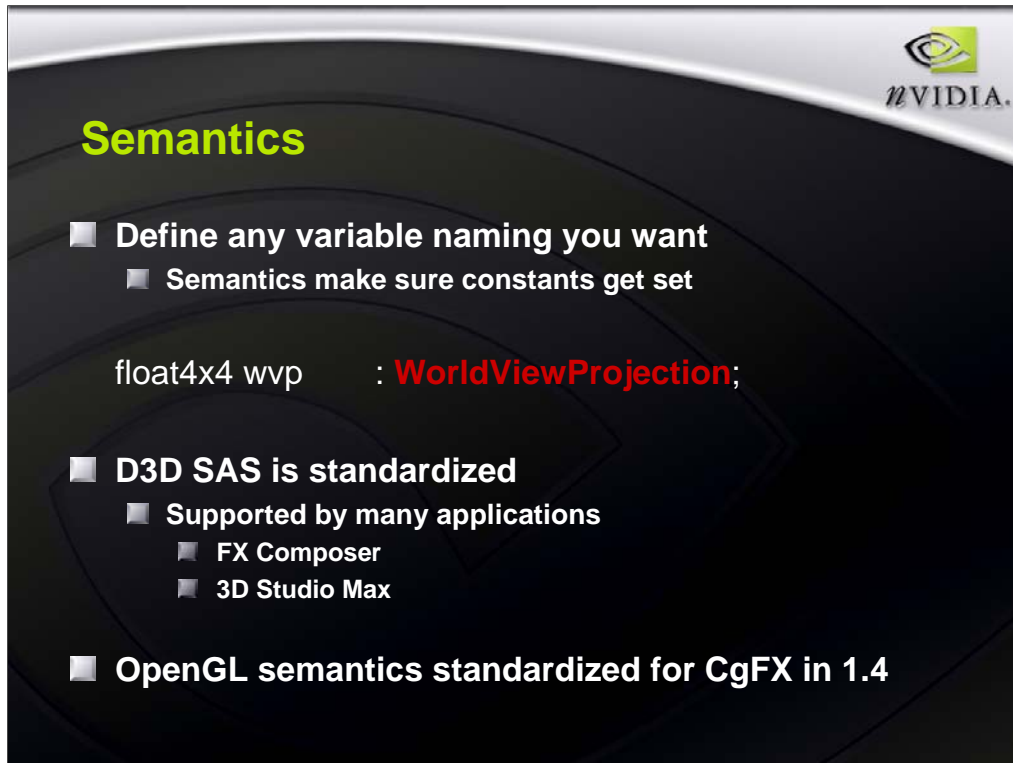 nVIDIA.
Semantics
Define any variable naming you want
Semantics make sure constants get set
float4x4 wvp : WorldViewProjection;
D3D SAS is standardized
Supported by many applications
FX Composer
3D Studio Max
OpenGL semantics standardized for CgFX in 1.4